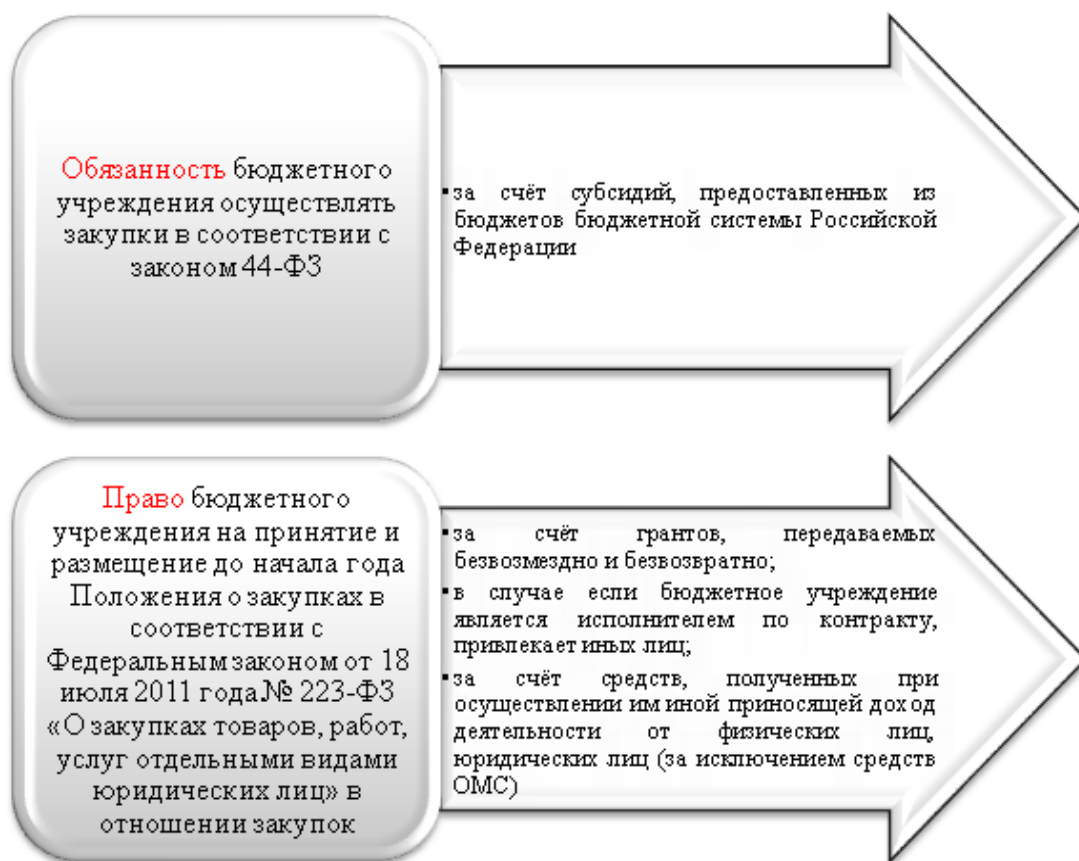 Обязанность бюджетного
учреждения осуществлять
закупки в соответствии с
законом 44-ФЗ
▪ за счёт субсидий, предоставленных из
бюджетов бюджетной системы Российской
Федерации
Право бюджетного
учреждения на принятие и
размещение до начала года
Положения о закупках в
соответствии с
Федеральным законом от 18
июля 2011 года № 223-ФЗ
«О закупках товаров, работ,
услуг отдельными видами
юридических лиц» в
отношении закупок
▪ за счёт грантов, передаваемых
безвозмездно и безвозвратно;
▪ в случае если бюджетное учреждение
является исполнителем по контракту,
привлекает иных лиц;
▪ за счёт средств, полученных при
осуществлении им иной приносящей доход
деятельности от физических лиц,
юридических лиц (за исключением средств
ОМС)